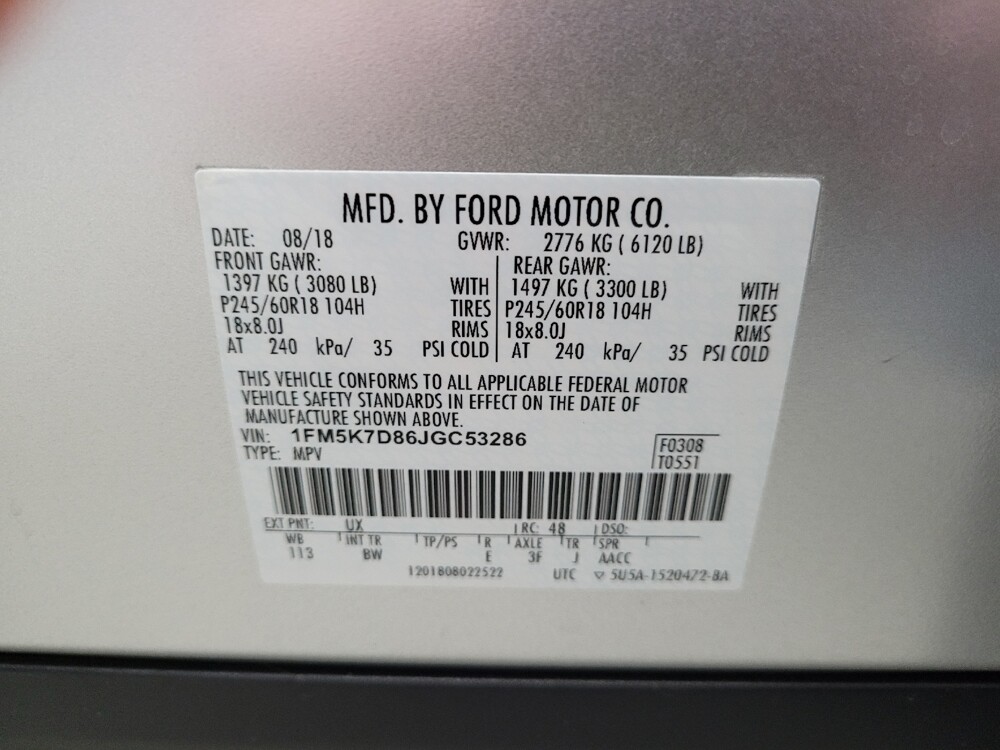 MFD. BY FORD MOTOR CO.
DATE: 08/18 GVWR: 2776 KG ( 6120 LB)
FRONT GAWR: REAR GAWR:
1397 KG ( 3080 LB) WITH 1497 KG ( 3300 LB) WITH
P245/60R18 104H TIRES P245/60R18 104H TIRES
18x8.0J RIMS 18x8.0J RIMS
AT 240 kPa/ 35 PSI COLD AT 240 kPa/ 35 PSI COLD
THIS VEHICLE CONFORMS TO ALL APPLICABLE FEDERAL MOTOR
VEHICLE SAFETY STANDARDS IN EFFECT ON THE DATE OF
MANUFACTURE SHOWN ABOVE.
VIN: 1FM5K7D86JGC53286 F0308
TYPE: MPV T0551
EXT PNT: UX RC: 48 DSO:
WB INT TR TP/PS R AXLE TR SPR
113 BW E 3F J AACC
1201808022522 UTC ▽ 5U5A-1520472-BA